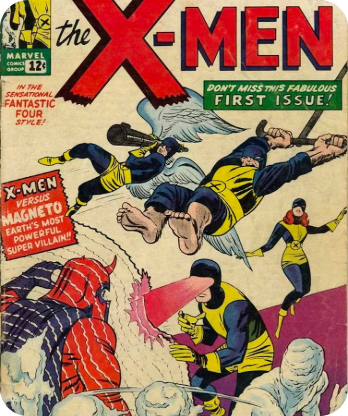 the X-MEN
MARVEL
COMICS
GROUP 12¢
IN THE
SENSATIONAL
FANTASTIC
FOUR
STYLE!
DON'T MISS THIS FABULOUS
FIRST ISSUE!
X-MEN
VERSUS
MAGNETO
EARTH'S MOST
POWERFUL
SUPER VILLAIN!!